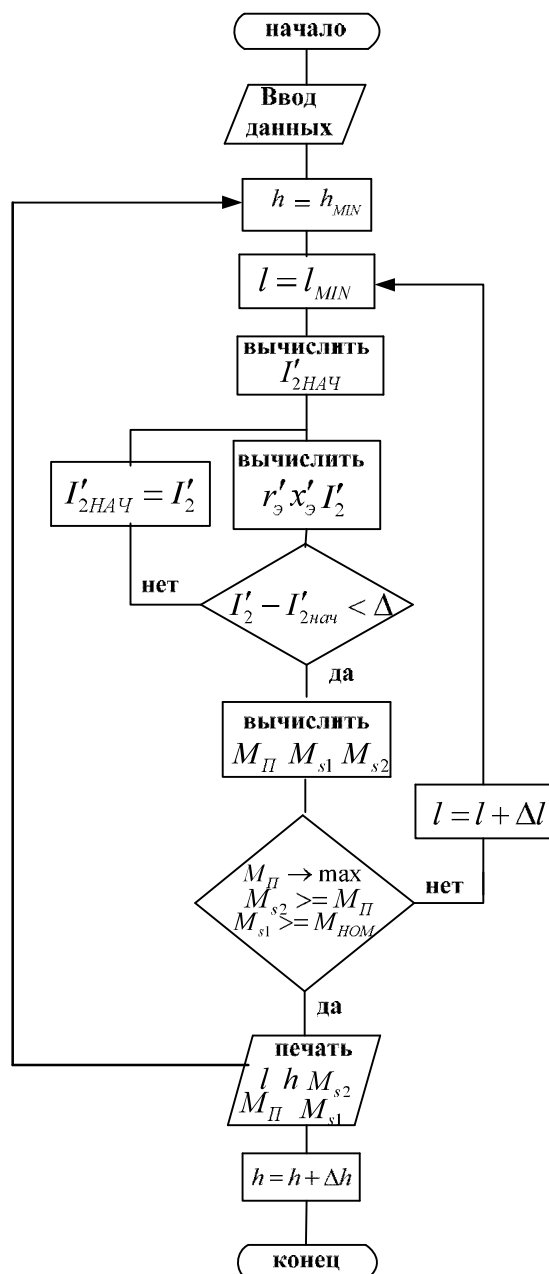 начало
Ввод
данных
h = h_MIN
l = l_MIN
вычислить
I′_2НАЧ
I′_2НАЧ = I′_2
вычислить
r′_э x′_э I′_2
нет
I′_2 − I′_2нач < Δ
да
вычислить
M_П M_s1 M_s2
l = l + Δl
M_П → max
M_s2 >= M_П
M_s1 >= M_НОМ
нет
да
печать
l h M_s2
M_П M_s1
h = h + Δh
конец